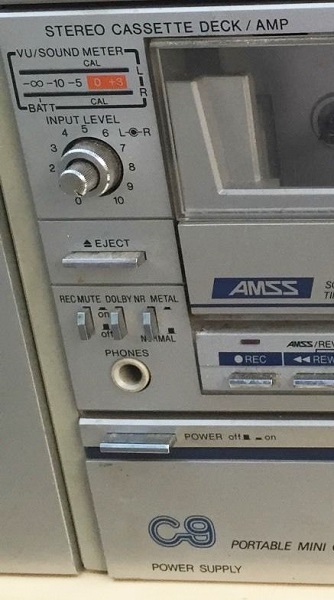 STEREO CASSETTE DECK / AMP
VU/SOUND METER
CAL
-∞ -10 -5 0 +3
L
R
CAL
BATT
INPUT LEVEL
L R
0 2 3 4 5 6 7 8 9 10
EJECT
AMSS
REC MUTE DOLBY NR METAL
on
off
NORMAL
PHONES
AMSS/REV
REC
REW
POWER off on
C-9
PORTABLE MINI
POWER SUPPLY